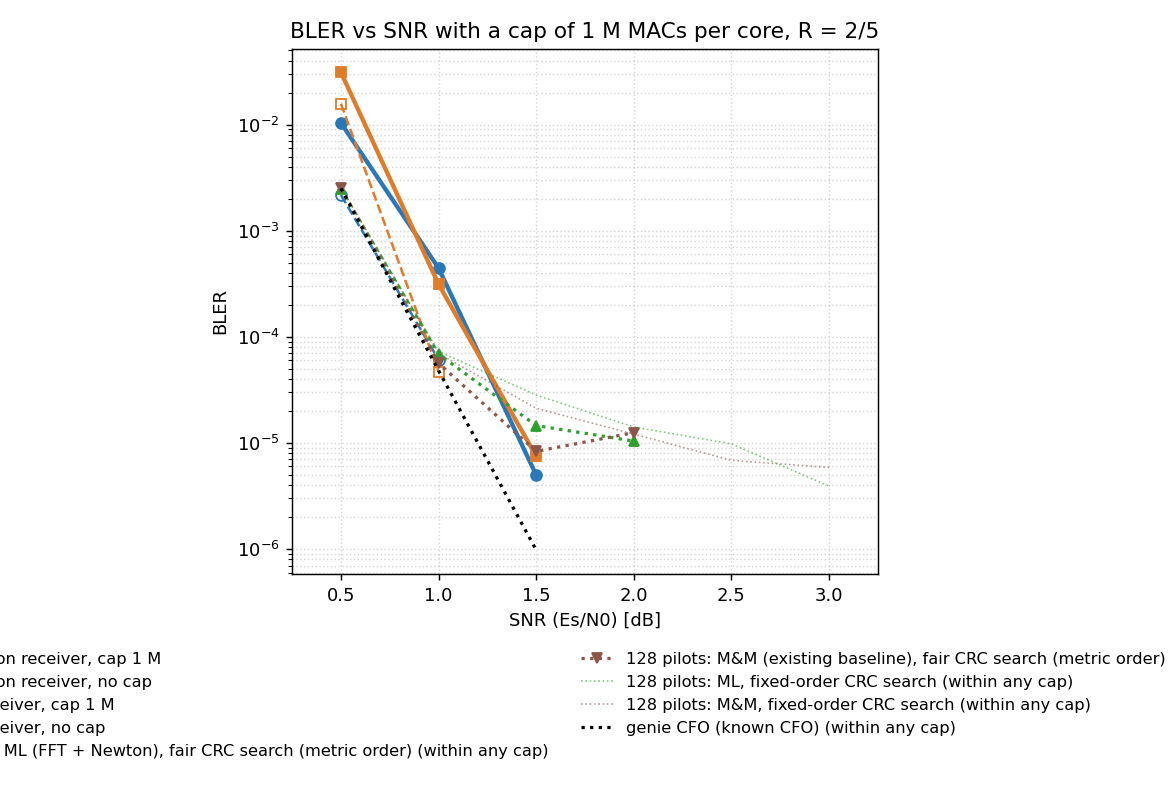 BLER vs SNR with a cap of 1 M MACs per core, R = 2/5
10⁻²
10⁻³
10⁻⁴
10⁻⁵
10⁻⁶
BLER
0.5 1.0 1.5 2.0 2.5 3.0
SNR (Es/N0) [dB]
on receiver, cap 1 M
on receiver, no cap
eiver, cap 1 M
eiver, no cap
ML (FFT + Newton), fair CRC search (metric order) (within any cap)
128 pilots: M&M (existing baseline), fair CRC search (metric order)
128 pilots: ML, fixed-order CRC search (within any cap)
128 pilots: M&M, fixed-order CRC search (within any cap)
genie CFO (known CFO) (within any cap)